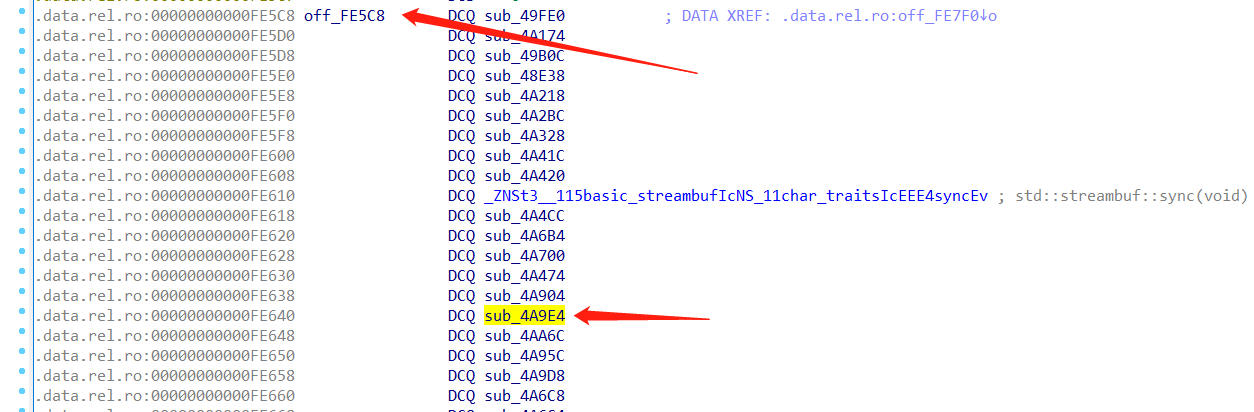 .data.rel.ro:00000000000FE5C8 off_FE5C8 DCQ sub_49FE0 ; DATA XREF: .data.rel.ro:off_FE7F0↓o
.data.rel.ro:00000000000FE5D0 DCQ sub_4A174
.data.rel.ro:00000000000FE5D8 DCQ sub_49B0C
.data.rel.ro:00000000000FE5E0 DCQ sub_48E38
.data.rel.ro:00000000000FE5E8 DCQ sub_4A218
.data.rel.ro:00000000000FE5F0 DCQ sub_4A2BC
.data.rel.ro:00000000000FE5F8 DCQ sub_4A328
.data.rel.ro:00000000000FE600 DCQ sub_4A41C
.data.rel.ro:00000000000FE608 DCQ sub_4A420
.data.rel.ro:00000000000FE610 DCQ _ZNSt3__115basic_streambufIcNS_11char_traitsIcEEE4syncEv ; std::streambuf::sync(void)
.data.rel.ro:00000000000FE618 DCQ sub_4A4CC
.data.rel.ro:00000000000FE620 DCQ sub_4A6B4
.data.rel.ro:00000000000FE628 DCQ sub_4A700
.data.rel.ro:00000000000FE630 DCQ sub_4A474
.data.rel.ro:00000000000FE638 DCQ sub_4A904
.data.rel.ro:00000000000FE640 DCQ sub_4A9E4
.data.rel.ro:00000000000FE648 DCQ sub_4AA6C
.data.rel.ro:00000000000FE650 DCQ sub_4A95C
.data.rel.ro:00000000000FE658 DCQ sub_4A9D8
.data.rel.ro:00000000000FE660 DCQ sub_4A6C8